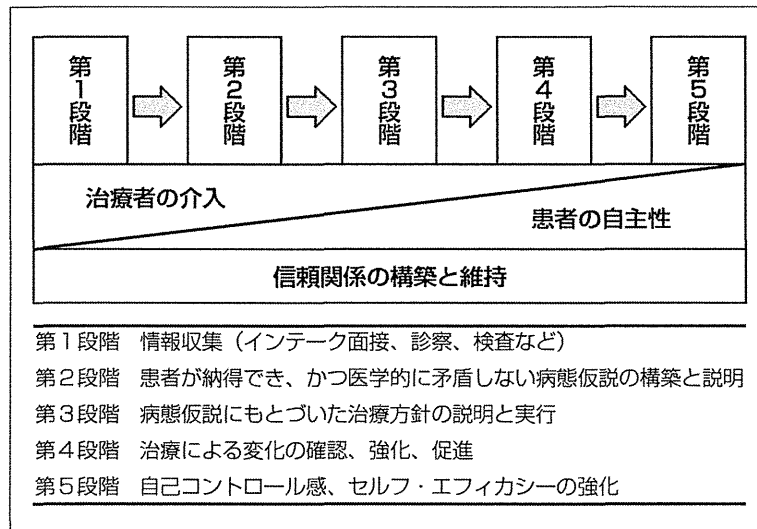 第1段階
第2段階
第3段階
第4段階
第5段階
治療者の介入
患者の自主性
信頼関係の構築と維持
第1段階 情報収集（インテーク面接、診察、検査など）
第2段階 患者が納得でき、かつ医学的に矛盾しない病態仮説の構築と説明
第3段階 病態仮説にもとづいた治療方針の説明と実行
第4段階 治療による変化の確認、強化、促進
第5段階 自己コントロール感、セルフ・エフィカシーの強化